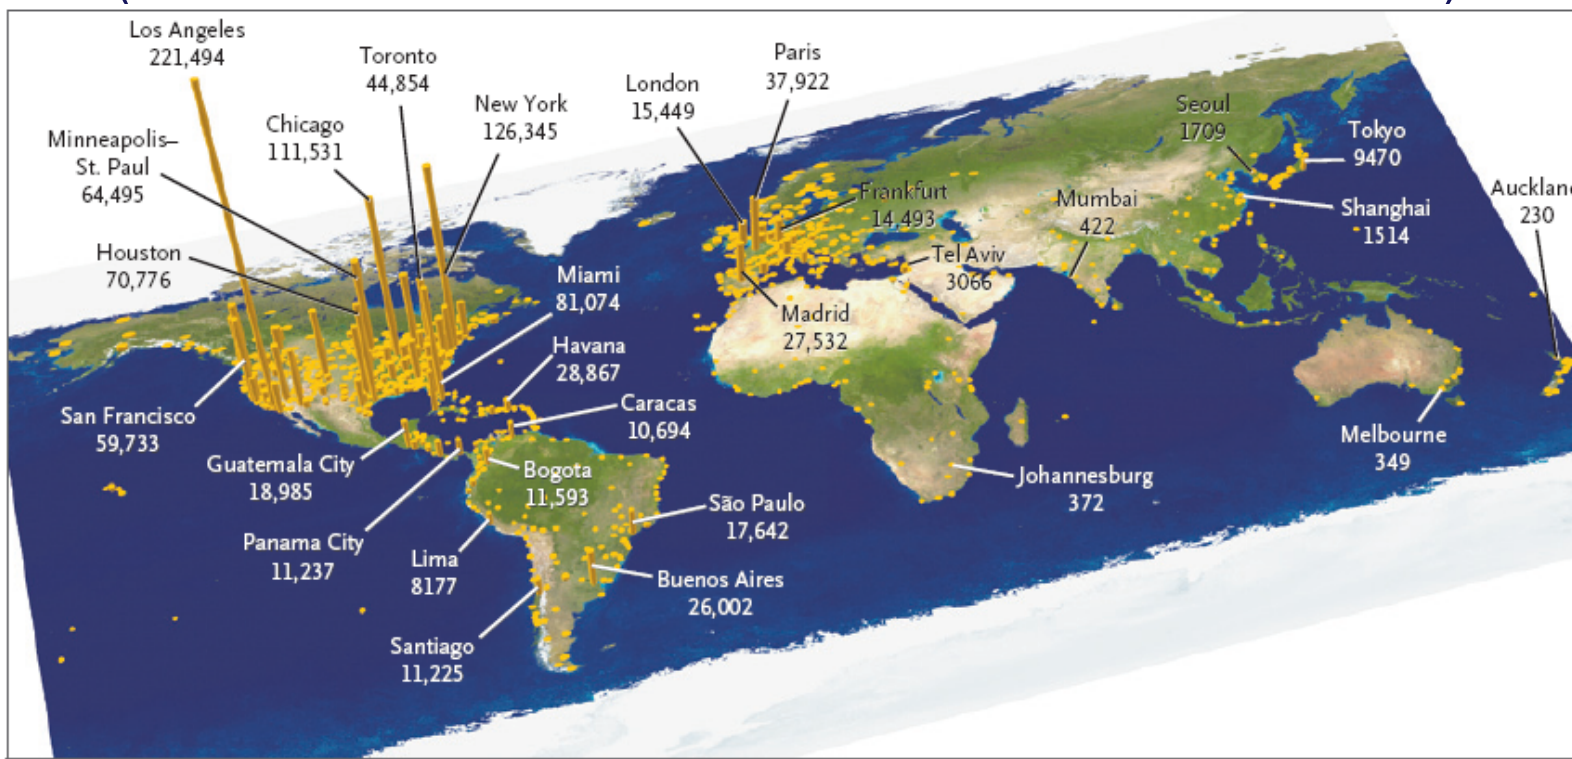 Los Angeles
221,494
Toronto
44,854
Paris
37,922
London
15,449
New York
126,345
Chicago
111,531
Minneapolis–
St. Paul
64,495
Seoul
1709
Tokyo
9470
Frankfurt
14,493
Mumbai
422
Auckland
230
Shanghai
1514
Houston
70,776
Miami
81,074
Tel Aviv
3066
Madrid
27,532
Havana
28,867
San Francisco
59,733
Caracas
10,694
Melbourne
349
Guatemala City
18,985
Bogota
11,593
Johannesburg
372
São Paulo
17,642
Panama City
11,237
Lima
8177
Buenos Aires
26,002
Santiago
11,225